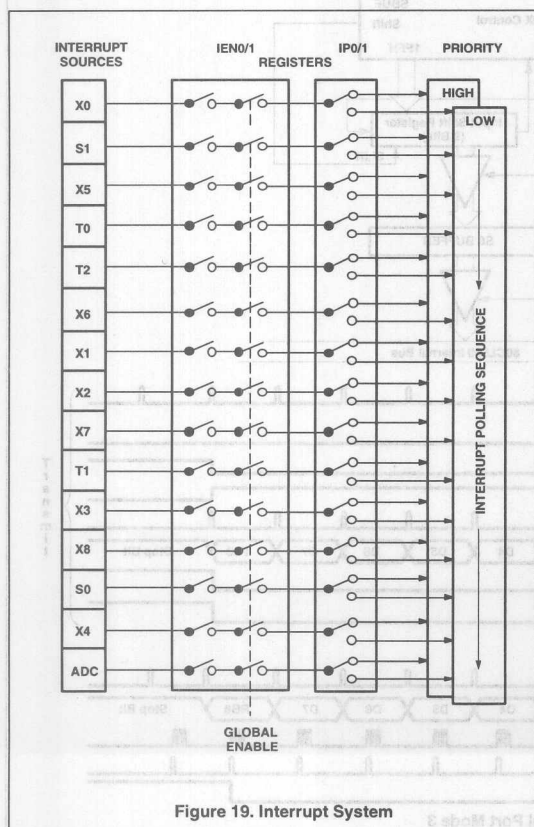 INTERRUPT
SOURCES
IEN0/1
REGISTERS
IP0/1
PRIORITY
HIGH
LOW
X0
S1
X5
T0
T2
X6
X1
X2
X7
T1
X3
X8
S0
X4
ADC
INTERRUPT POLLING SEQUENCE
GLOBAL
ENABLE
Figure 19. Interrupt System